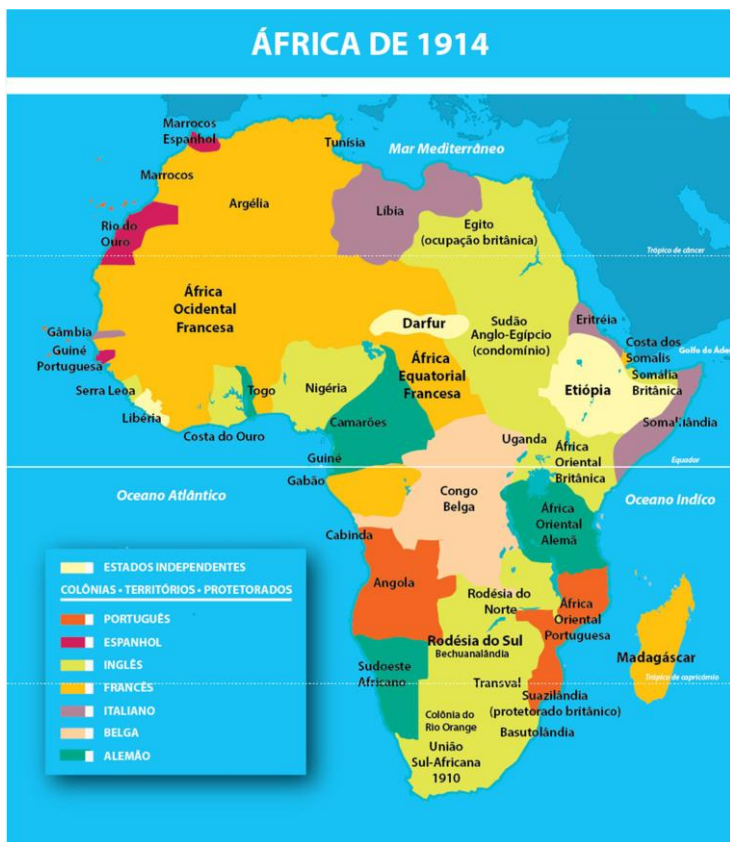 ÁFRICA DE 1914
Marrocos
Espanhol
Tunísia
Mar Mediterrâneo
Marrocos
Argélia
Líbia
Egito
(ocupação britânica)
Rio do
Ouro
Trópico de câncer
África
Ocidental
Francesa
Darfur
Sudão
Anglo-Egípcio
(condomínio)
Eritréia
Gâmbia
Guiné
Portuguesa
Costa dos
Somalis
Golfo do Áden
África
Equatorial
Francesa
Etiópia
Somália
Britânica
Serra Leoa
Togo
Nigéria
Libéria
Camarões
Somaliândia
Costa do Ouro
Uganda
África
Oriental
Britânica
Guiné
Equador
Gabão
Oceano Atlântico
Congo
Belga
Oceano Indíco
África
Oriental
Alemã
Cabinda
ESTADOS INDEPENDENTES
COLÔNIAS • TERRITÓRIOS • PROTETORADOS
PORTUGUÊS
ESPANHOL
INGLÊS
FRANCÊS
ITALIANO
BELGA
ALEMÃO
Angola
Rodésia do
Norte
África
Oriental
Portuguesa
Rodésia do Sul
Bechuanalândia
Madagáscar
Sudoeste
Africano
Transval
Trópico de capricórnio
Suazilândia
(protetorado britânico)
Colônia do
Rio Orange
Basutolândia
União
Sul-Africana
1910